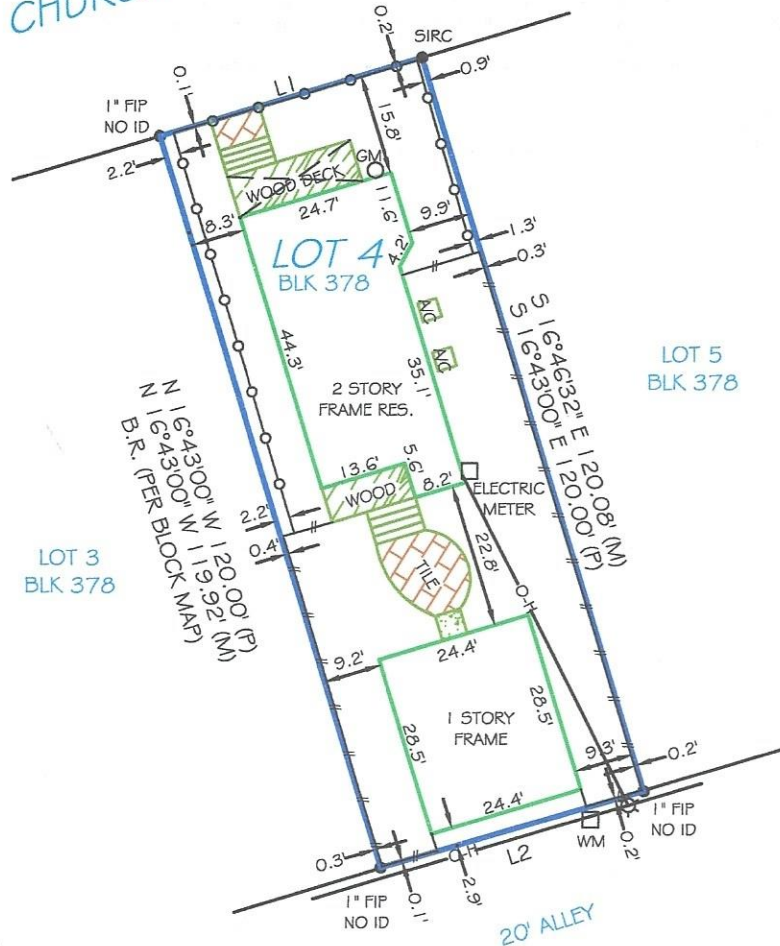 0.2'
SIRC
0.9'
0.1'
L1
1" FIP
NO ID
2.2'
15.8'
GM
WOOD DECK
24.7'
11.6'
9.9'
8.3'
4.2'
1.3'
0.3'
LOT 4
BLK 378
A/C
A/C
44.3'
35.1'
S 16°46'32" E 120.08' (M)
S 16°43'00" E 120.00' (P)
LOT 5
BLK 378
2 STORY
FRAME RES.
N 16°43'00" W 120.00' (P)
N 16°43'00" W 119.92' (M)
B.R. (PER BLOCK MAP)
13.6'
5.6'
8.2'
WOOD
ELECTRIC
METER
2.2'
0.4'
LOT 3
BLK 378
22.8'
TILE
O-H
9.2'
24.4'
1 STORY
FRAME
28.5'
28.5'
9.3'
0.2'
24.4'
1" FIP
NO ID
WM
0.2'
0.3'
O-H
L2
0.1'
2.9'
1" FIP
NO ID
20' ALLEY